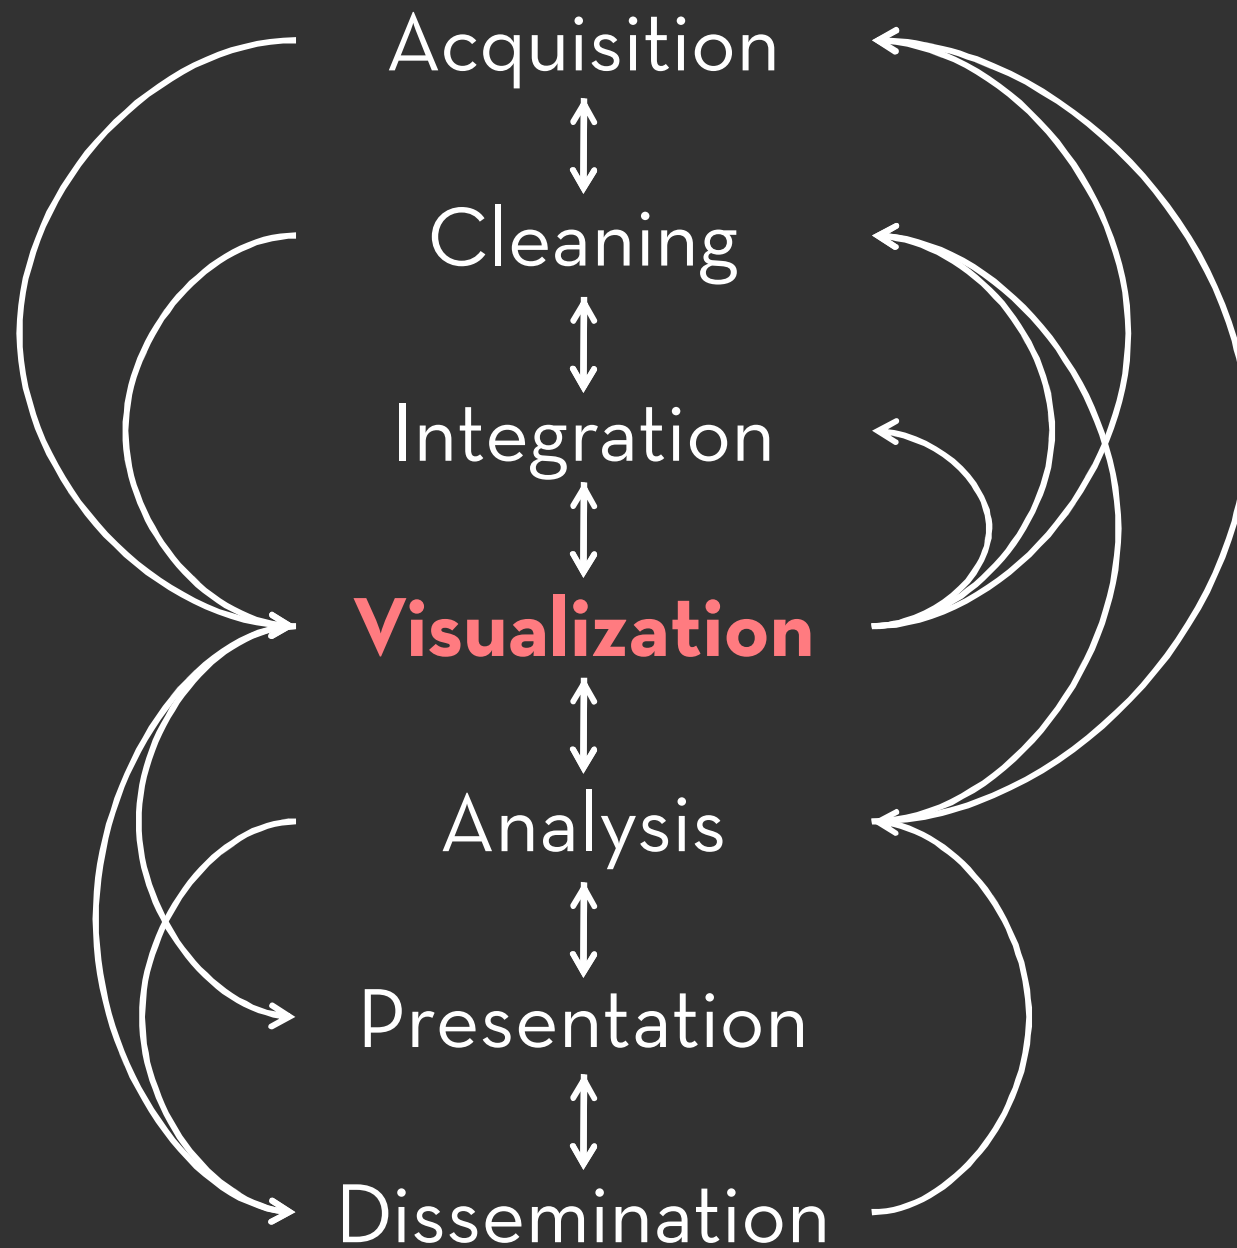 Acquisition
Cleaning
Integration
Visualization
Analysis
Presentation
Dissemination